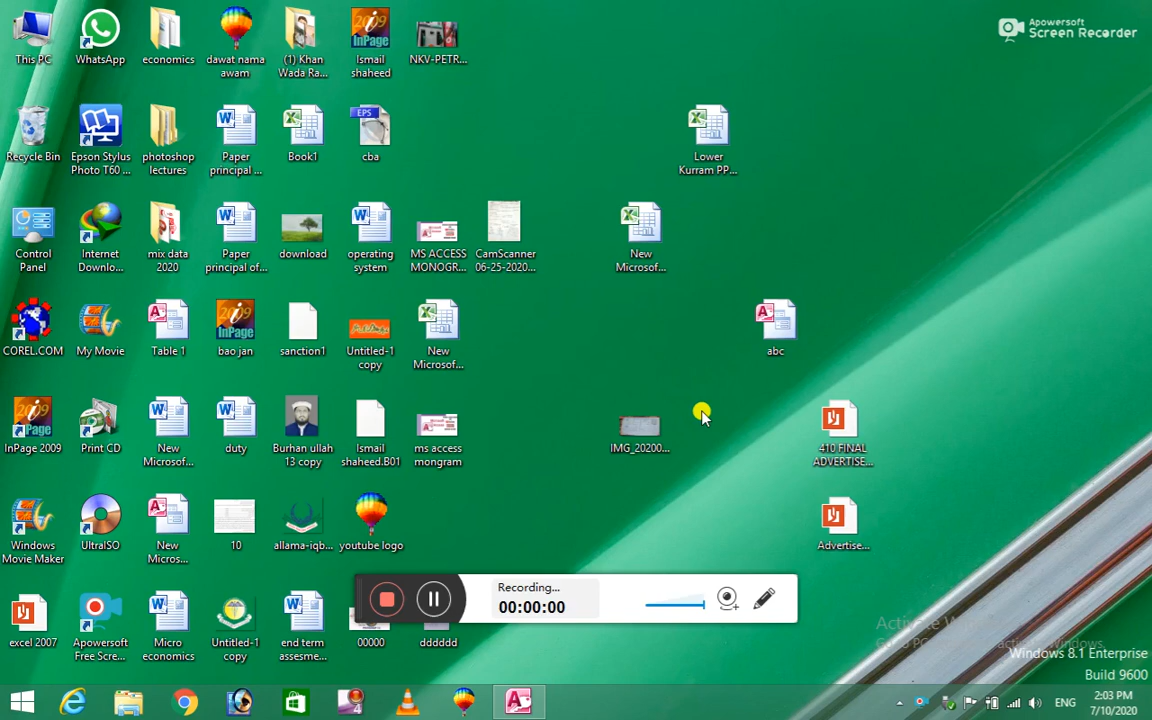 Apowersoft
Screen Recorder
This PC
WhatsApp
economics
dawat nama
awam
(1) Khan
Wada Ra...
2009
InPage
Ismail
shaheed
NKV-PETR...
Recycle Bin
Epson Stylus
Photo T60 ...
photoshop
lectures
Paper
principal ...
Book1
EPS
cba
Lower
Kurram PP...
Control
Panel
Internet
Downlo...
mix data
2020
Paper
principal of...
download
operating
system
MS ACCESS
MONOGR...
CamScanner
06-25-2020...
New
Microsof...
COREL.COM
My Movie
Table 1
2009
InPage
bao jan
sanction1
Untitled-1
copy
New
Microsof...
abc
2009
InPage
InPage 2009
Print CD
New
Microsof...
duty
Burhan ullah
13 copy
Ismail
shaheed.B01
ms access
mongram
IMG_20200...
410 FINAL
ADVERTISE...
Windows
Movie Maker
UltraISO
New
Micros...
10
allama-iqb...
youtube logo
Advertise...
Recording...
00:00:00
excel 2007
Apowersoft
Free Scre...
Micro
economics
Untitled-1
copy
end term
assesme...
00000
dddddd
Windows 8.1 Enterprise
Build 9600
ENG
2:03 PM
7/10/2020